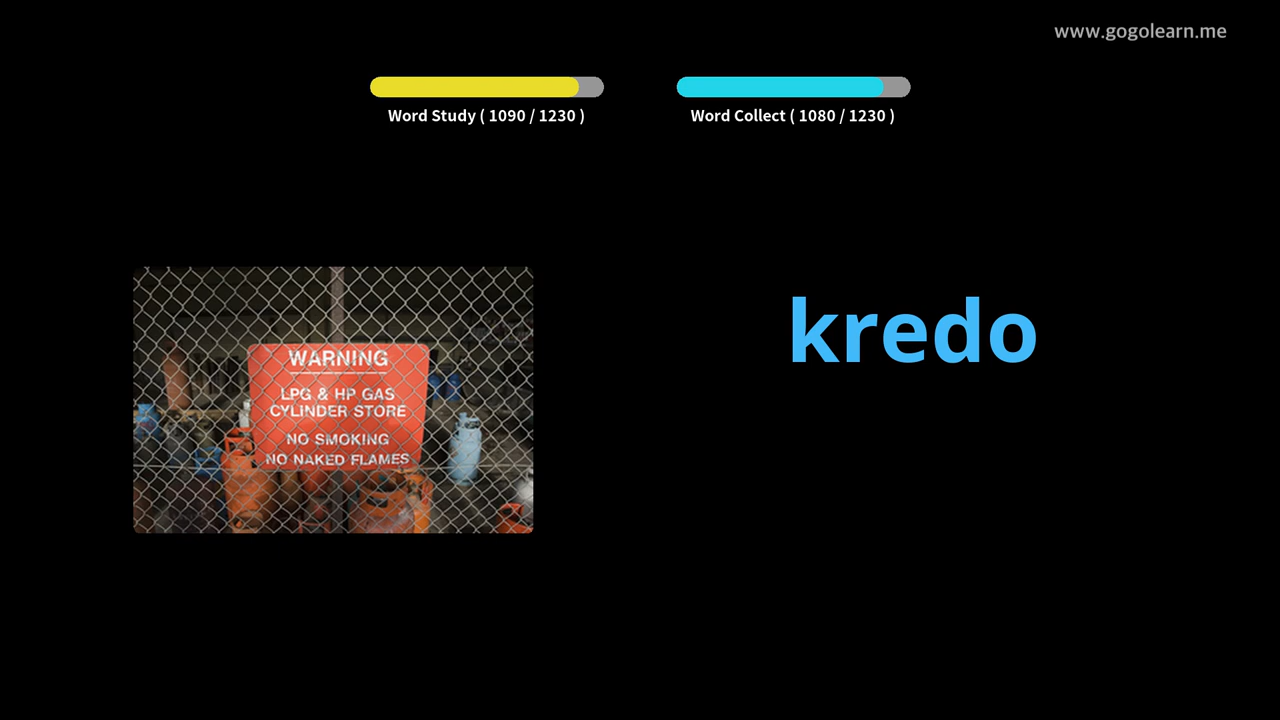 www.gogolearn.me
Word Study ( 1090 / 1230 )
Word Collect ( 1080 / 1230 )
WARNING
LPG & HP GAS
CYLINDER STORE
NO SMOKING
NO NAKED FLAMES
kredo